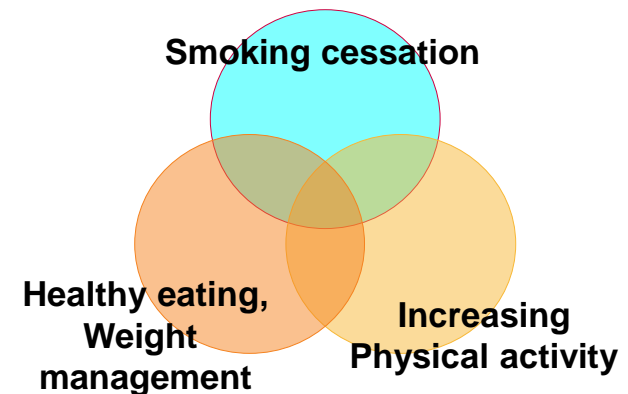 Smoking cessation
Healthy eating,
Weight
management
Increasing
Physical activity